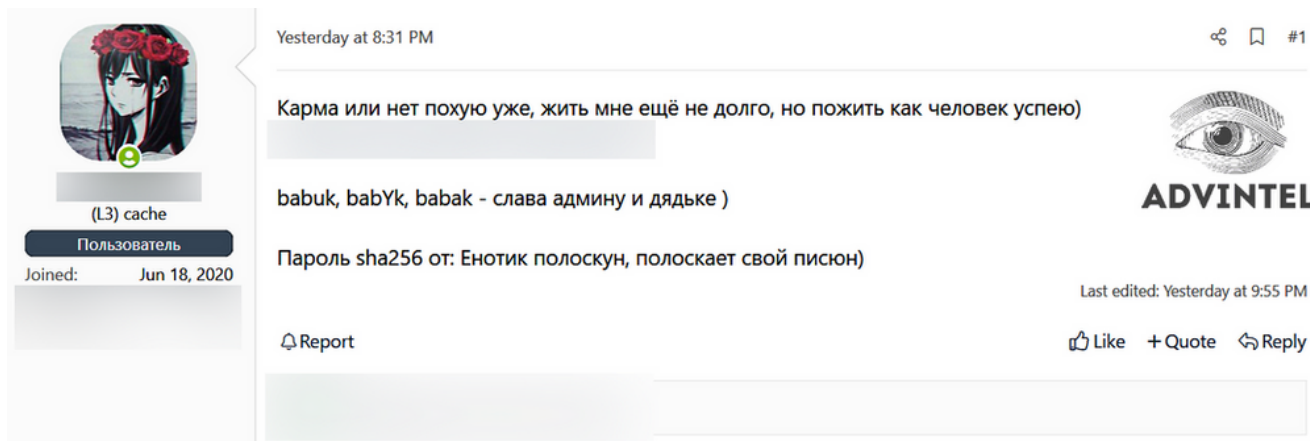 Yesterday at 8:31 PM
#1
Карма или нет похую уже, жить мне ещё не долго, но пожить как человек успею)
ADVINTEL
babuk, babYk, babak - слава админу и дядьке )
(L3) cache
Пользователь
Joined: Jun 18, 2020
Пароль sha256 от: Енотик полоскун, полоскает свой писюн)
Last edited: Yesterday at 9:55 PM
Report
Like + Quote Reply